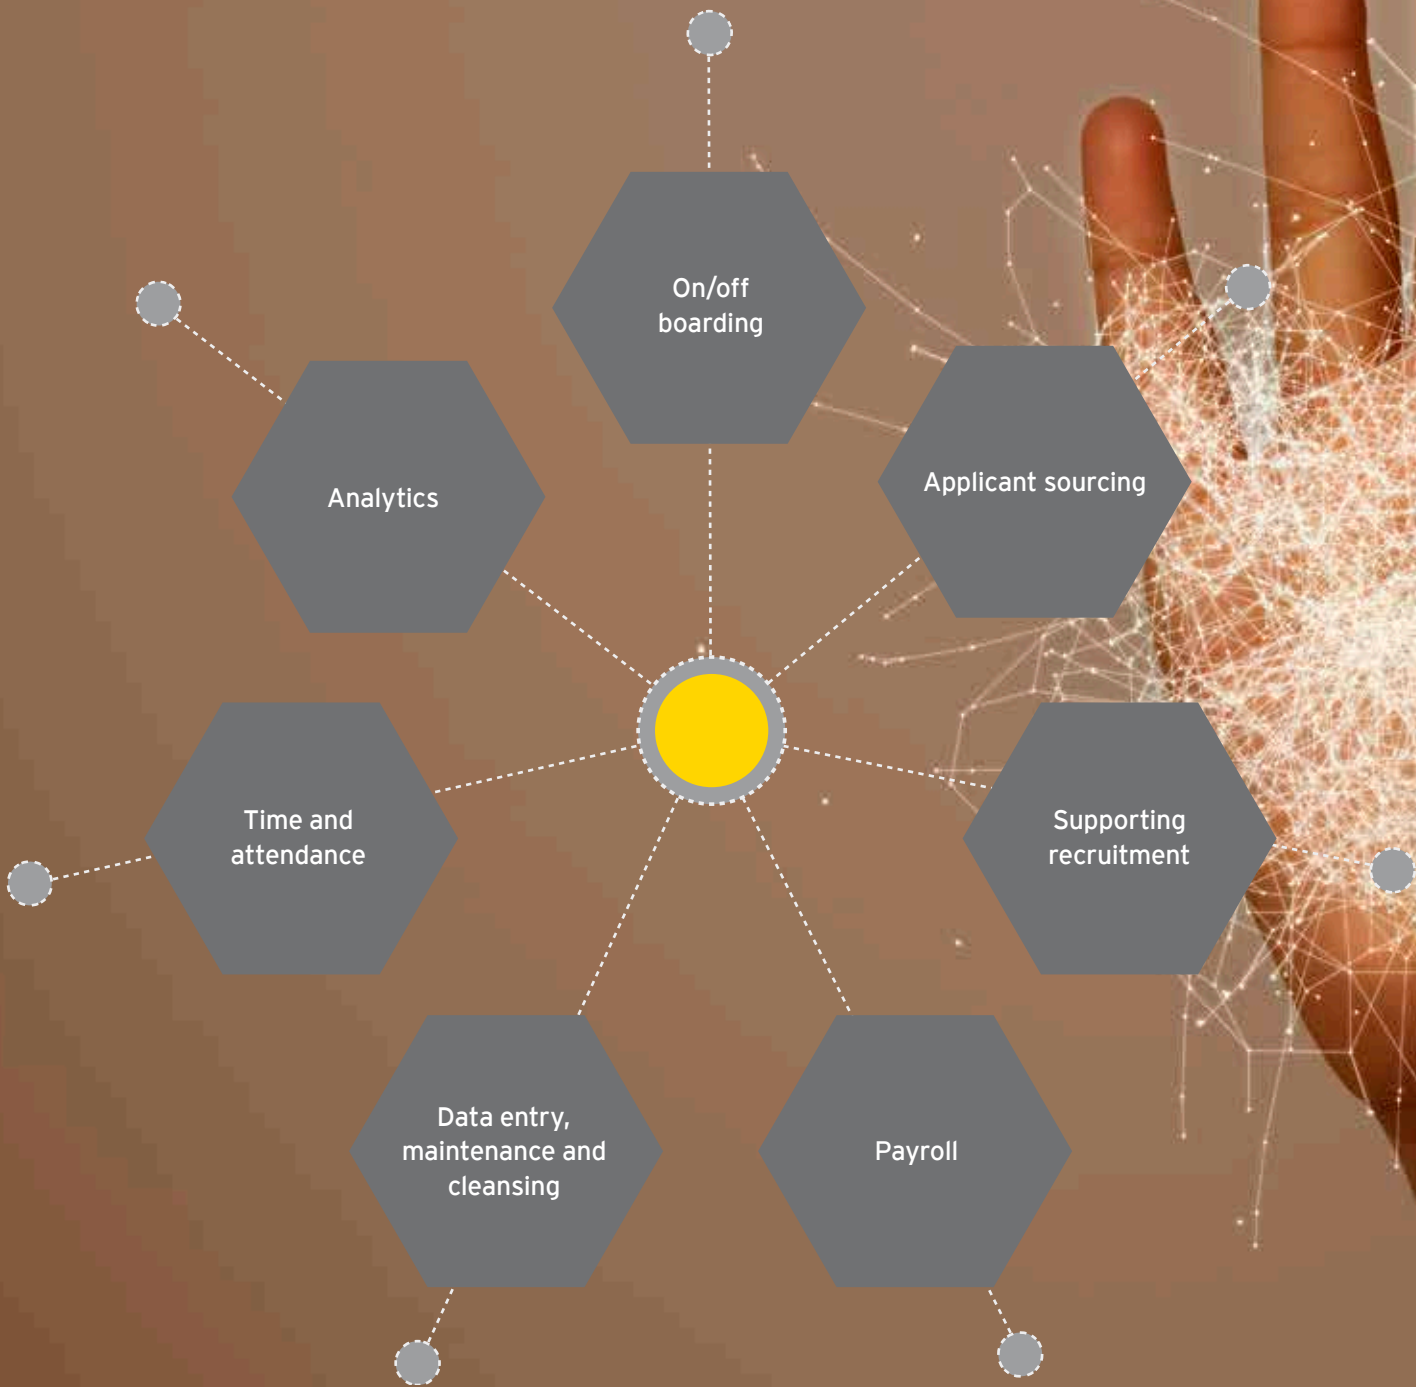 On/off
boarding
Analytics
Applicant sourcing
Time and
attendance
Supporting
recruitment
Data entry,
maintenance and
cleansing
Payroll